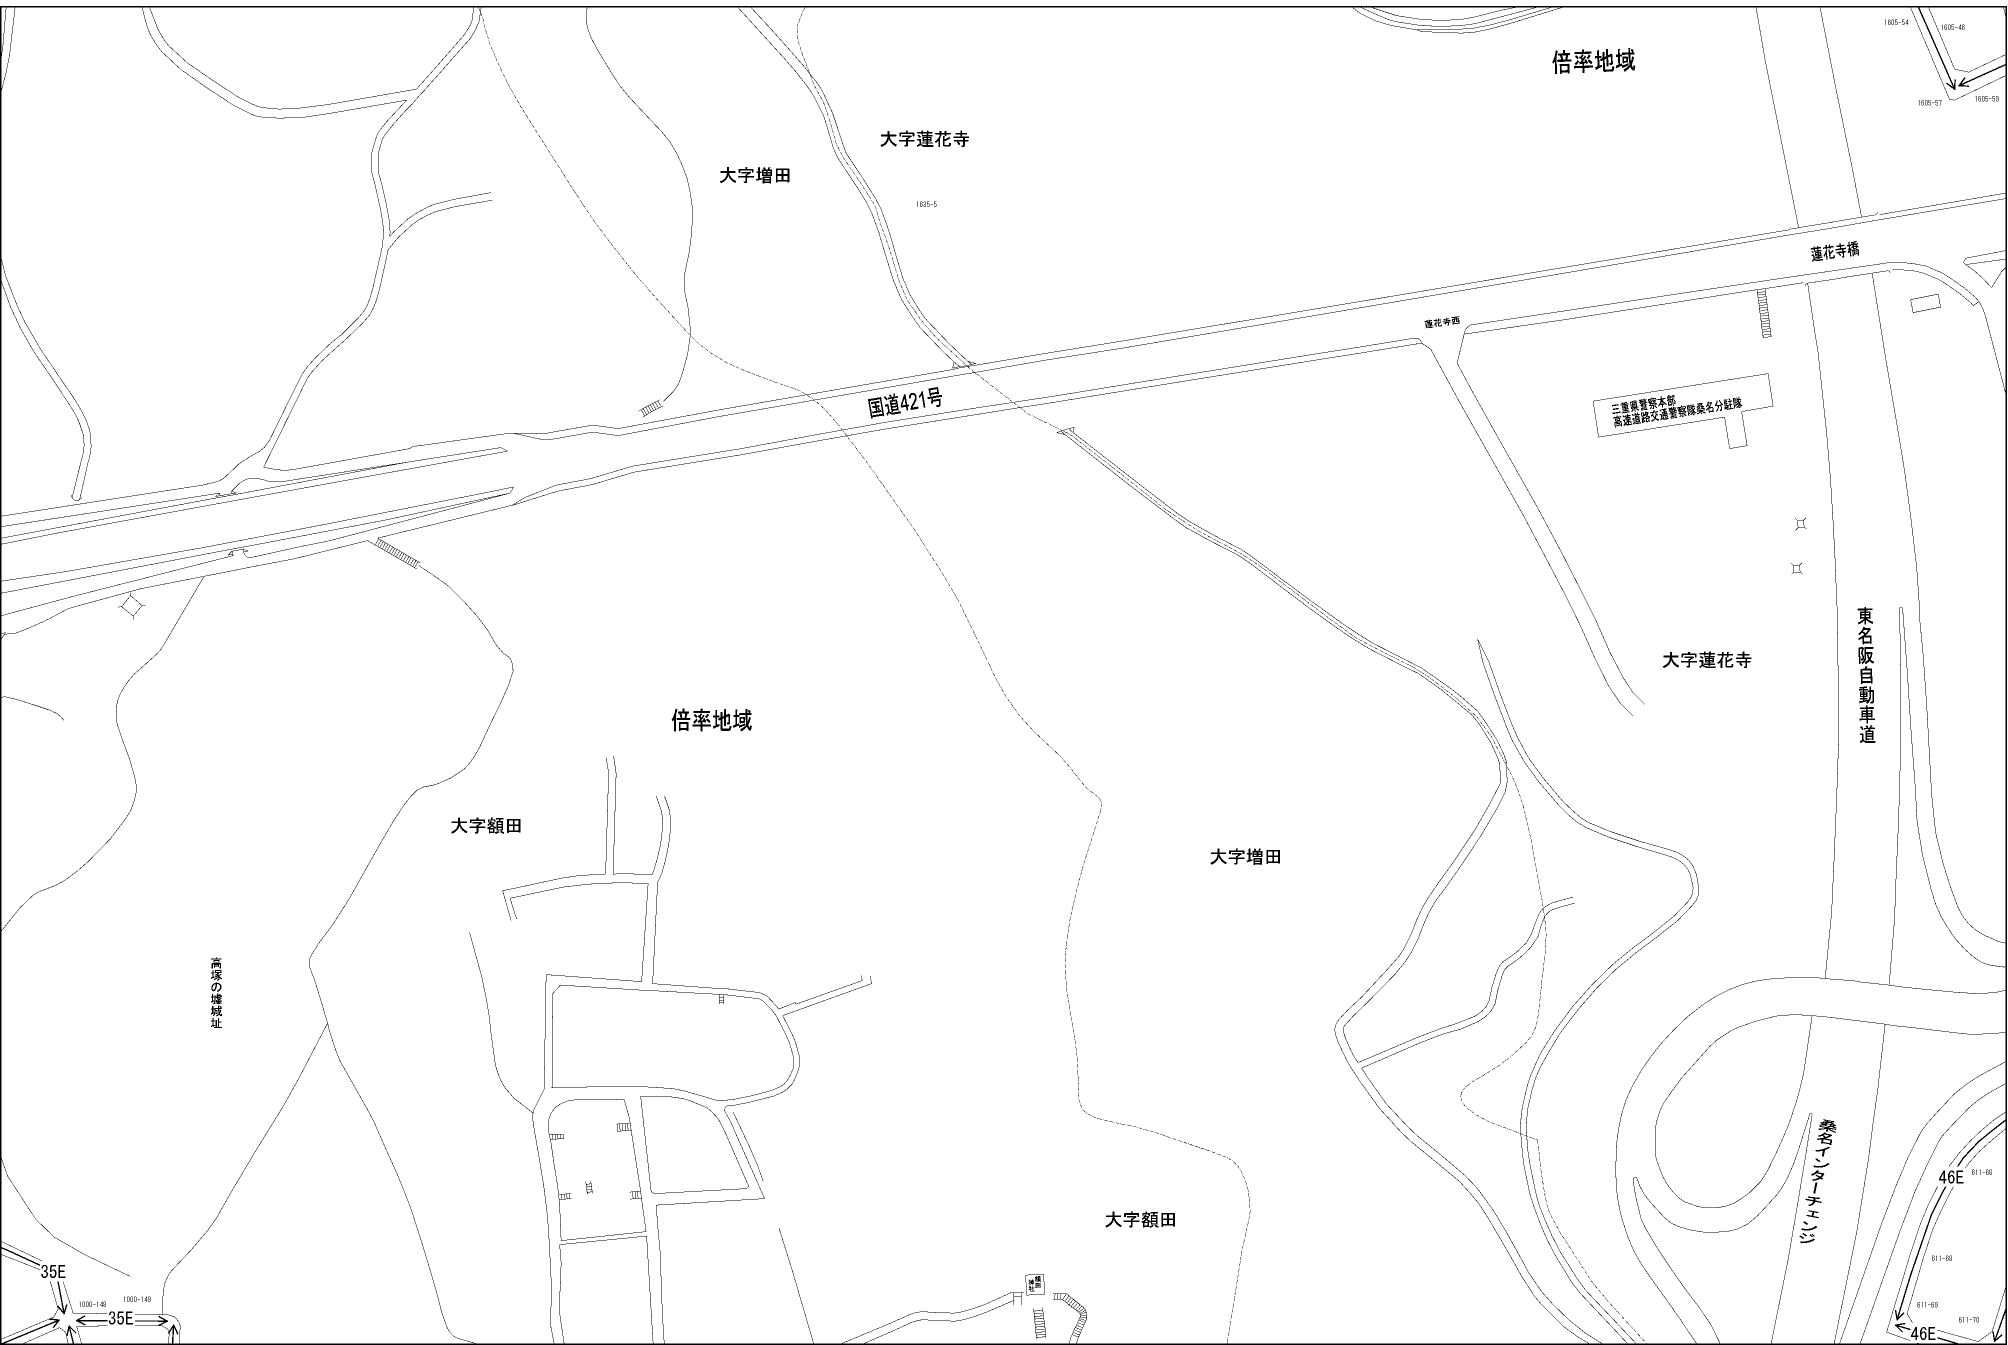 1605-54
1605-46
倍率地域
1605-57
1605-59
大字蓮花寺
大字増田
1635-5
蓮花寺橋
蓮花寺西
国道421号
三重県警察本部
高速道路交通警察隊桑名分駐隊
東名阪自動車道
大字蓮花寺
倍率地域
大字額田
大字増田
高塚の墟城址
桑名インターチェンジ
46E
611-66
大字額田
611-68
35E
額田
神社
1000-149
1000-149
35E
611-69
611-70
46E